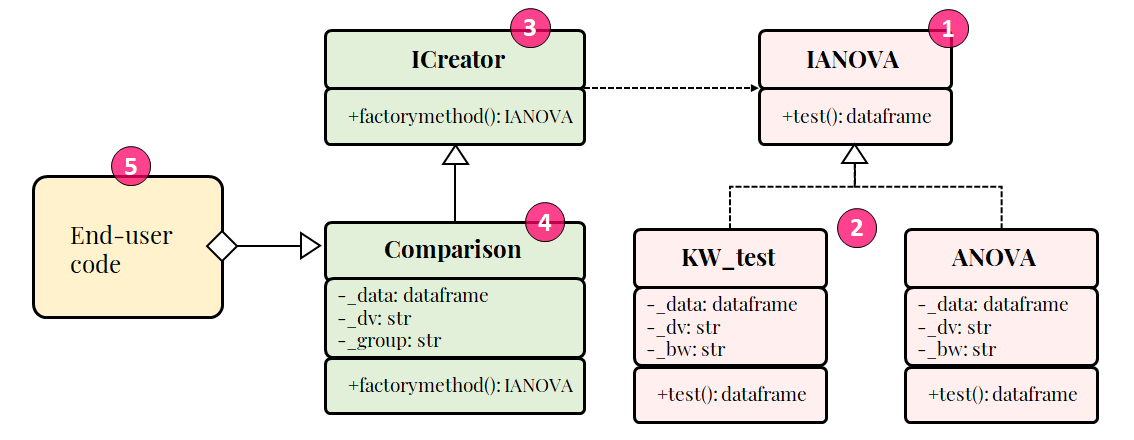 3
ICreator
+factorymethod(): IANOVA
1
IANOVA
+test(): dataframe
5
End-user
code
4
Comparison
-_data: dataframe
-_dv: str
-_group: str
+factorymethod(): IANOVA
2
KW_test
-_data: dataframe
-_dv: str
-_bw: str
+test(): dataframe
ANOVA
-_data: dataframe
-_dv: str
-_bw: str
+test(): dataframe